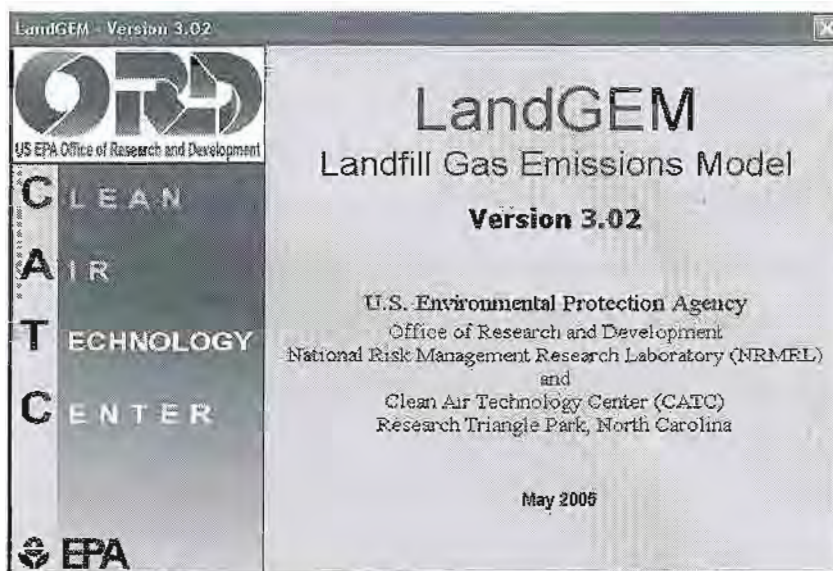 LandGEM - Version 3.02
ORD
US EPA Office of Research and Development
CLEAN
AIR
TECHNOLOGY
CENTER
EPA
LandGEM
Landfill Gas Emissions Model
Version 3.02
U.S. Environmental Protection Agency
Office of Research and Development
National Risk Management Research Laboratory (NRMRL)
and
Clean Air Technology Center (CATC)
Research Triangle Park, North Carolina
May 2005